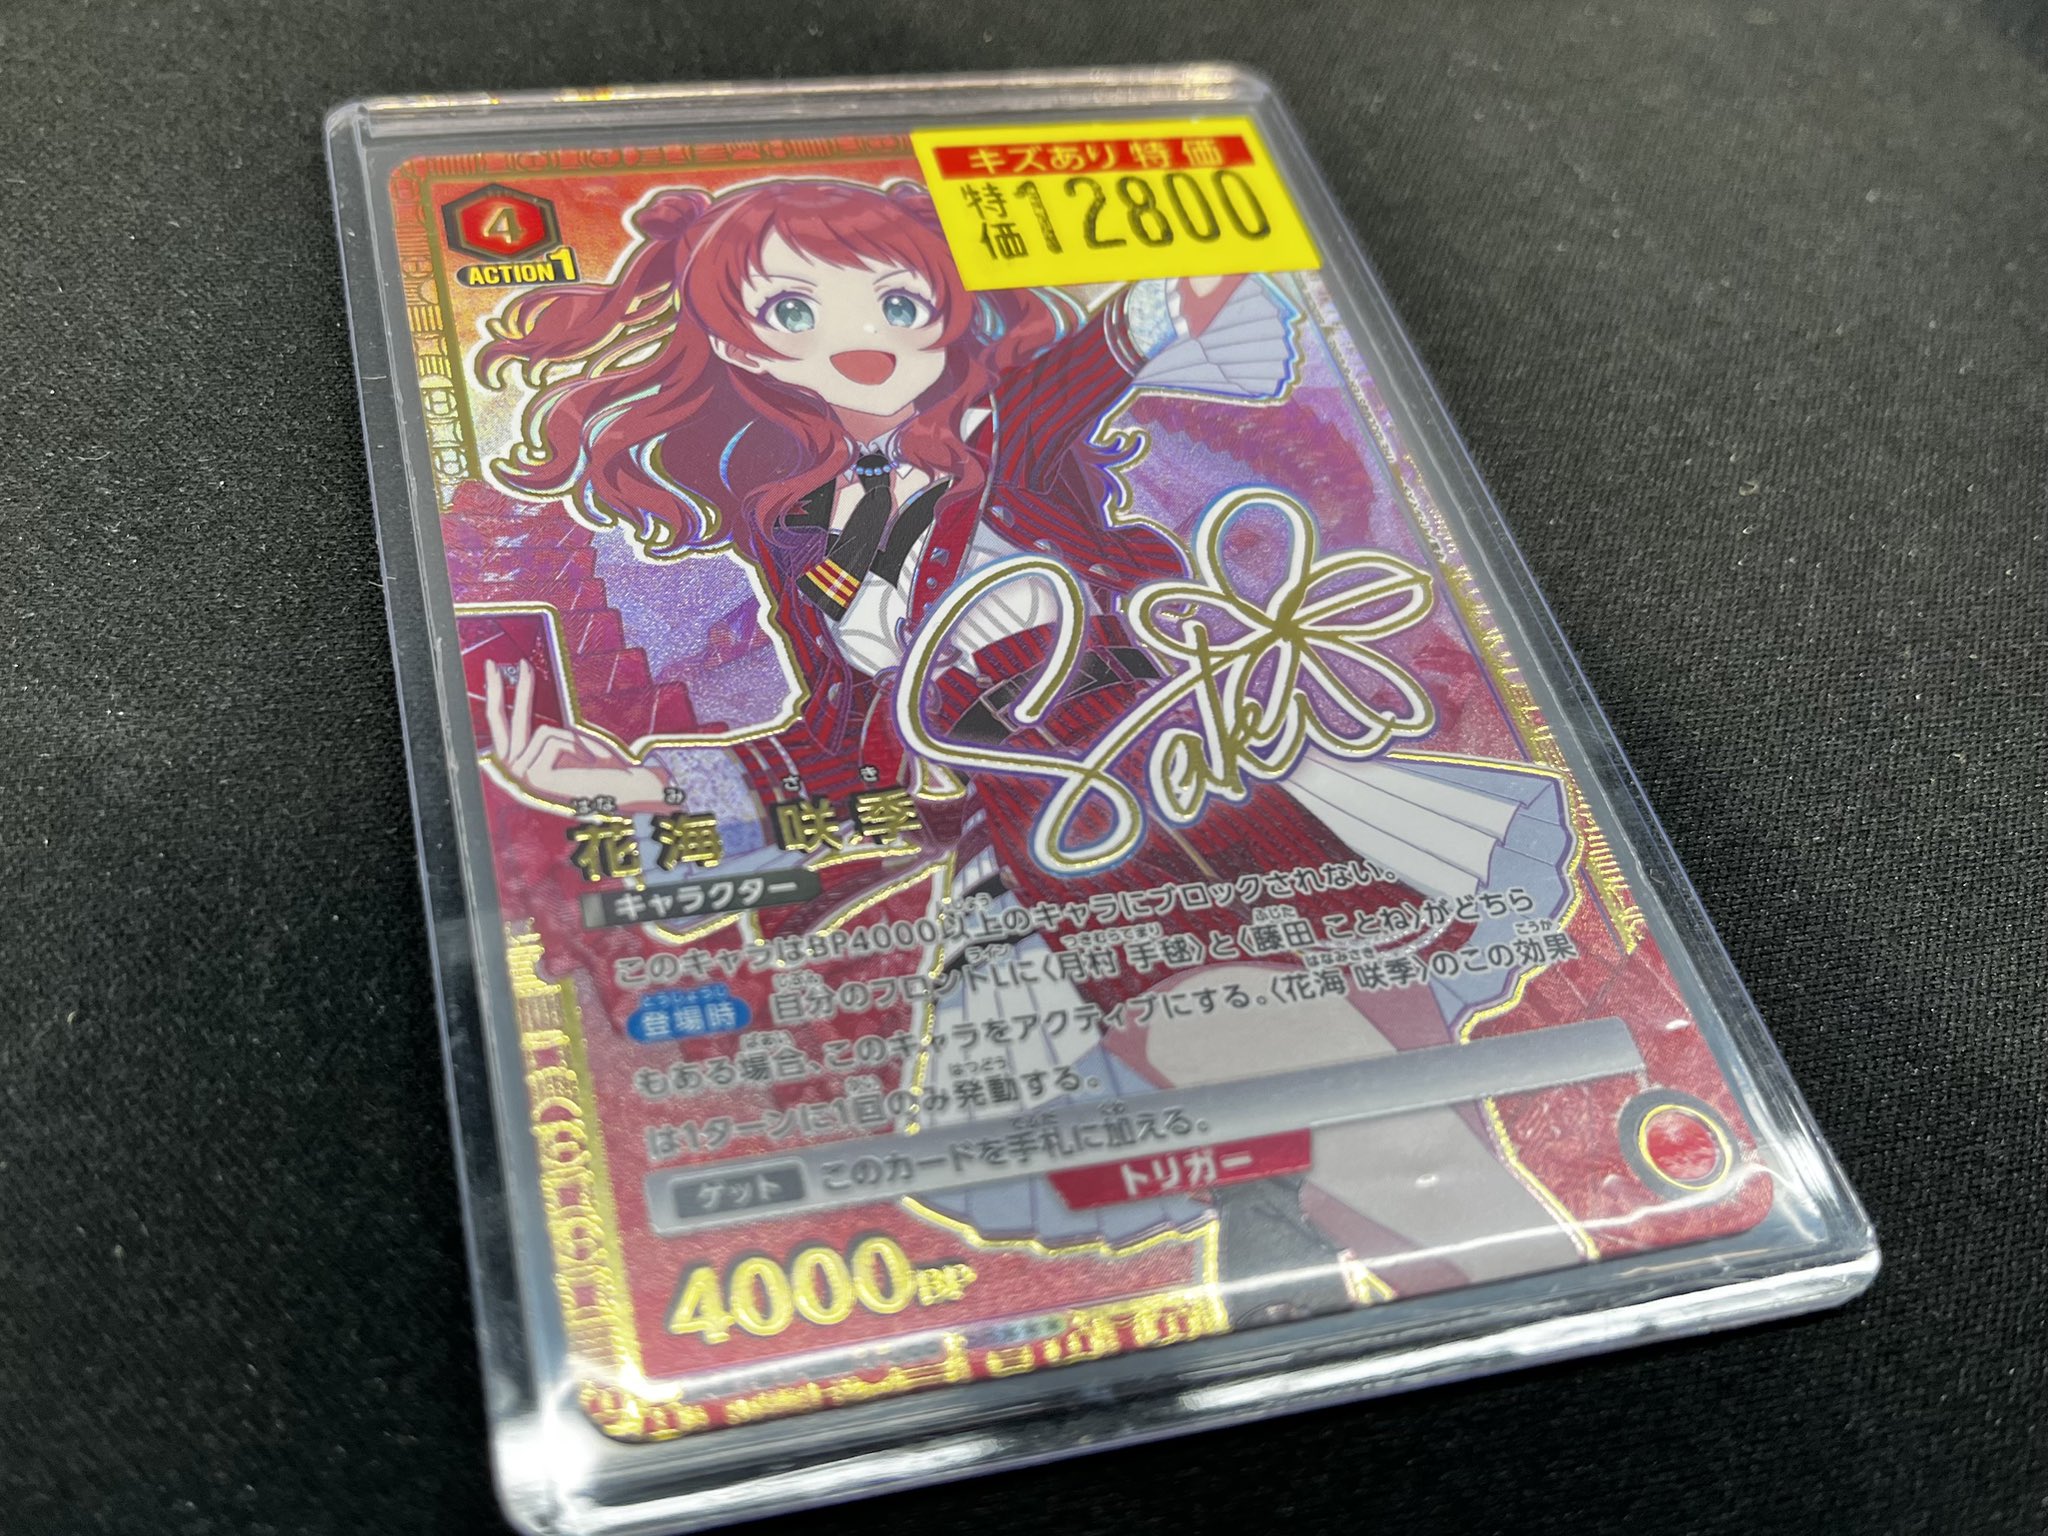 キズあり特価
特価12800
4
ACTION1
Saki
はなみ さき
花海 咲季
キャラクター
このキャラはBP4000以上のキャラにブロックされない。
登場時 自分のフロントLに〈月村 手毬〉と〈藤田 ことね〉がどちら
もある場合、このキャラをアクティブにする。〈花海 咲季〉のこの効果
は1ターンに1回のみ発動する。
ゲット このカードを手札に加える。
トリガー
4000BP